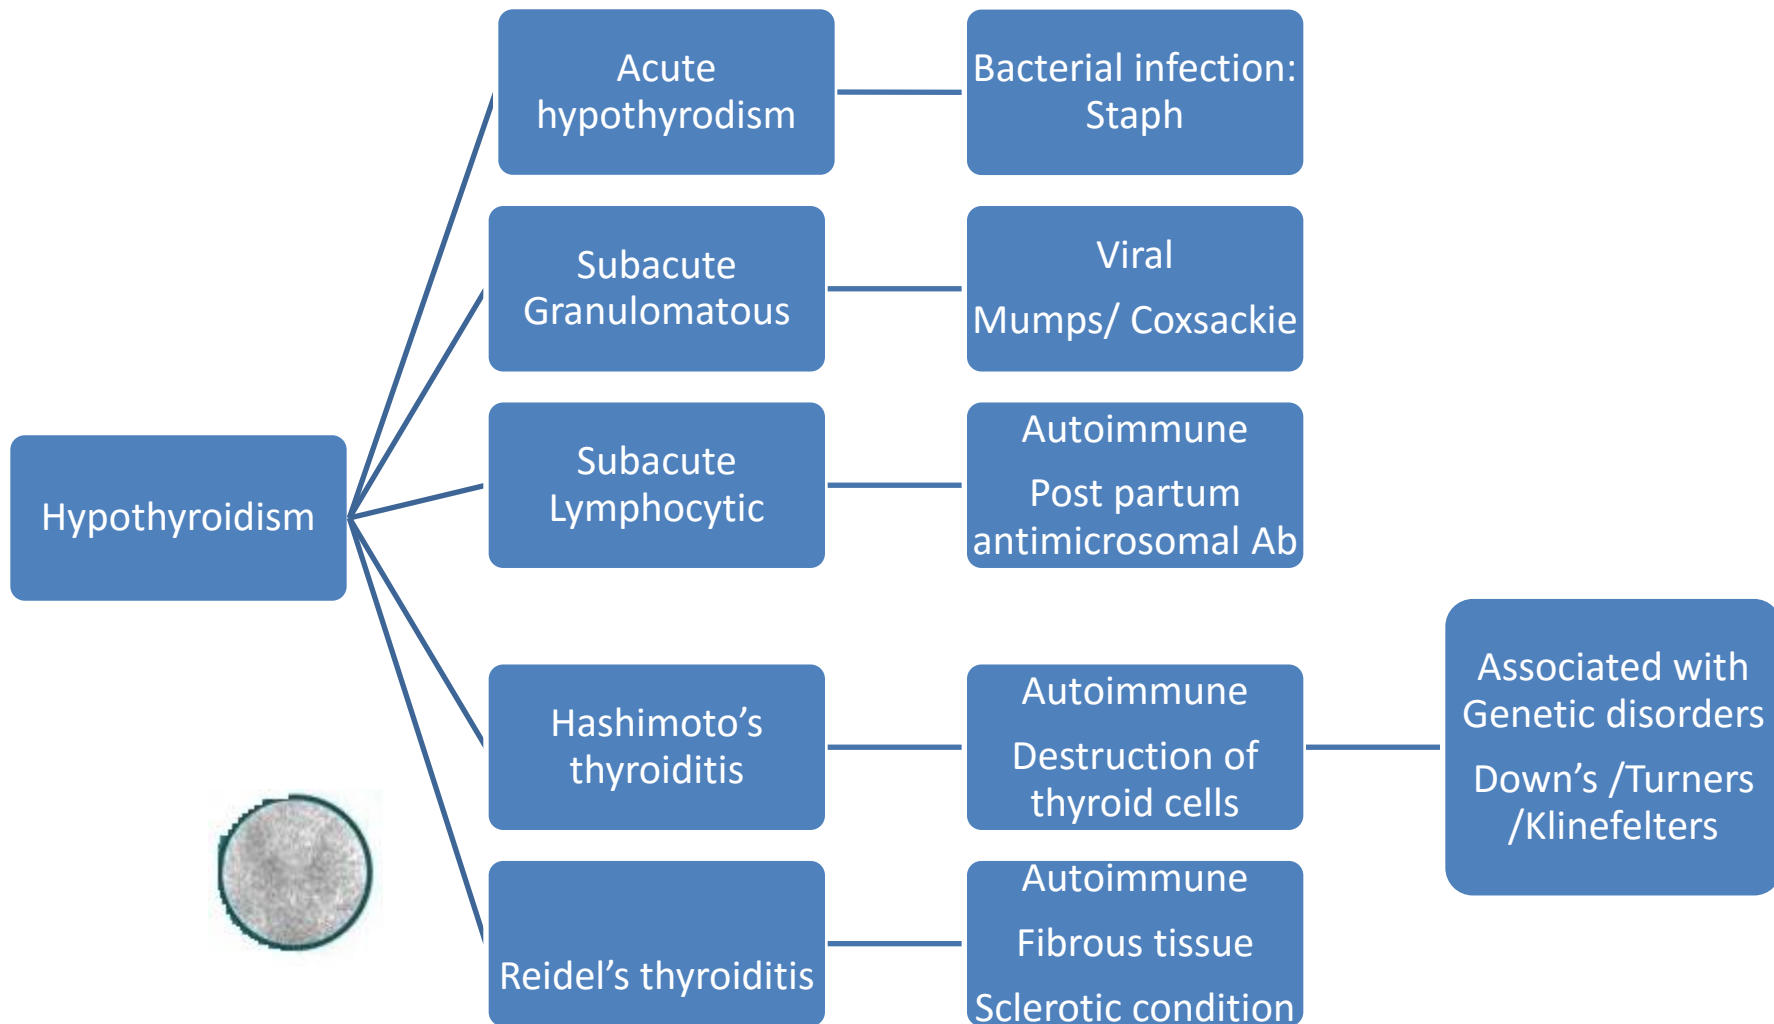 Acute
hypothyrodism
Bacterial infection:
Staph
Subacute
Granulomatous
Viral
Mumps/ Coxsackie
Subacute
Lymphocytic
Autoimmune
Post partum
antimicrosomal Ab
Hypothyroidism
Hashimoto’s
thyroiditis
Autoimmune
Destruction of
thyroid cells
Associated with
Genetic disorders
Down’s /Turners
/Klinefelters
Reidel’s thyroiditis
Autoimmune
Fibrous tissue
Sclerotic condition